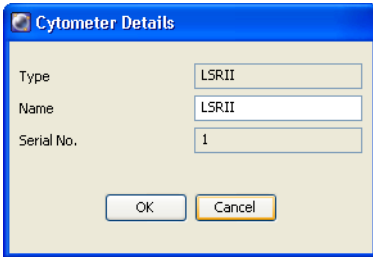 Cytometer Details
Type LSRII
Name LSRII
Serial No. 1
OK Cancel